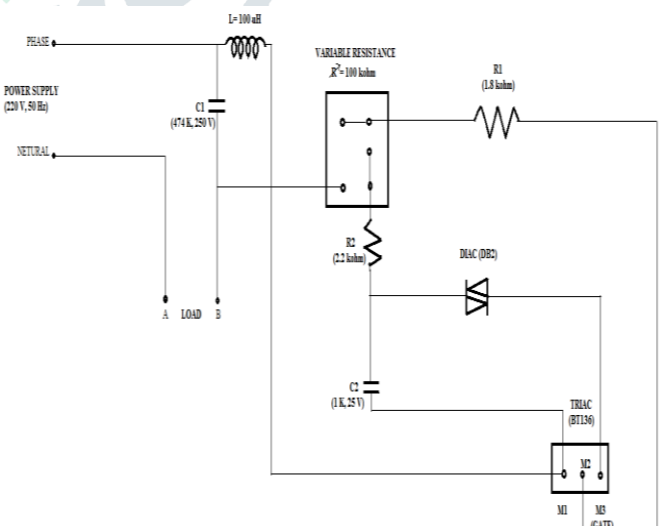 L= 100 uH
PHASE
VARIABLE RESISTANCE
R = 100 kohm
R1
(1.8 kohm)
POWER SUPPLY
(220 V, 50 Hz)
C1
(474 K, 250 V)
NETURAL
R2
(2.2 kohm)
DIAC (DB2)
A LOAD B
C2
(1 K, 25 V)
TRIAC
(BT136)
M2
M1 M3
(GATE)